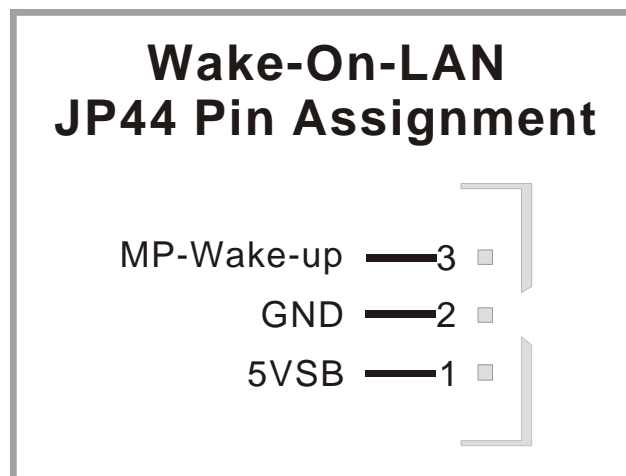 Wake-On-LAN
JP44 Pin Assignment
MP-Wake-up 3
GND 2
5VSB 1